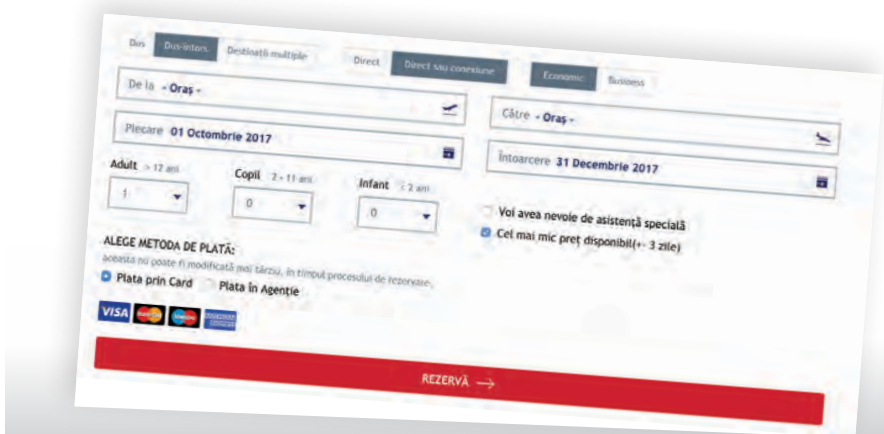 Dus Dus-întors Destinații multiple Direct Direct sau conexiune Economic Business
De la - Oraș -
Către - Oraș -
Plecare 01 Octombrie 2017
Întoarcere 31 Decembrie 2017
Adult > 12 ani Copil 2 - 11 ani Infant < 2 ani
1 0 0
Voi avea nevoie de asistență specială
Cel mai mic preț disponibil(+- 3 zile)
ALEGE METODA DE PLATĂ:
aceasta nu poate fi modificată mai târziu, în timpul procesului de rezervare.
Plata prin Card Plata în Agenție
VISA
REZERVĂ →